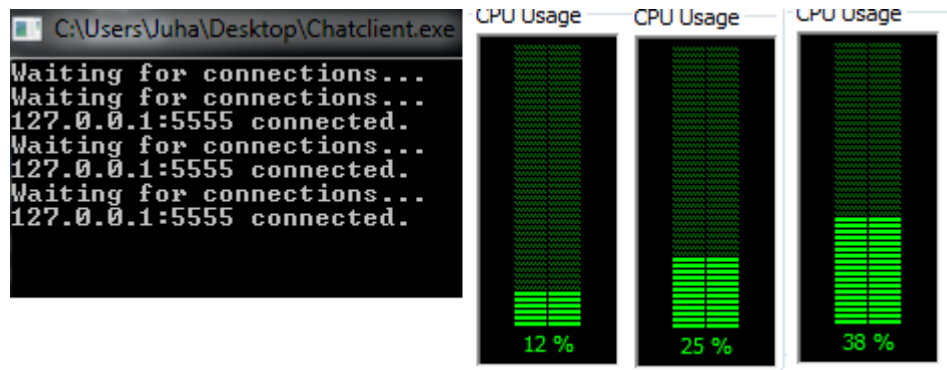 C:\Users\Juha\Desktop\Chatclient.exe
Waiting for connections...
Waiting for connections...
127.0.0.1:5555 connected.
Waiting for connections...
127.0.0.1:5555 connected.
Waiting for connections...
127.0.0.1:5555 connected.
CPU Usage
12 %
CPU Usage
25 %
CPU Usage
38 %